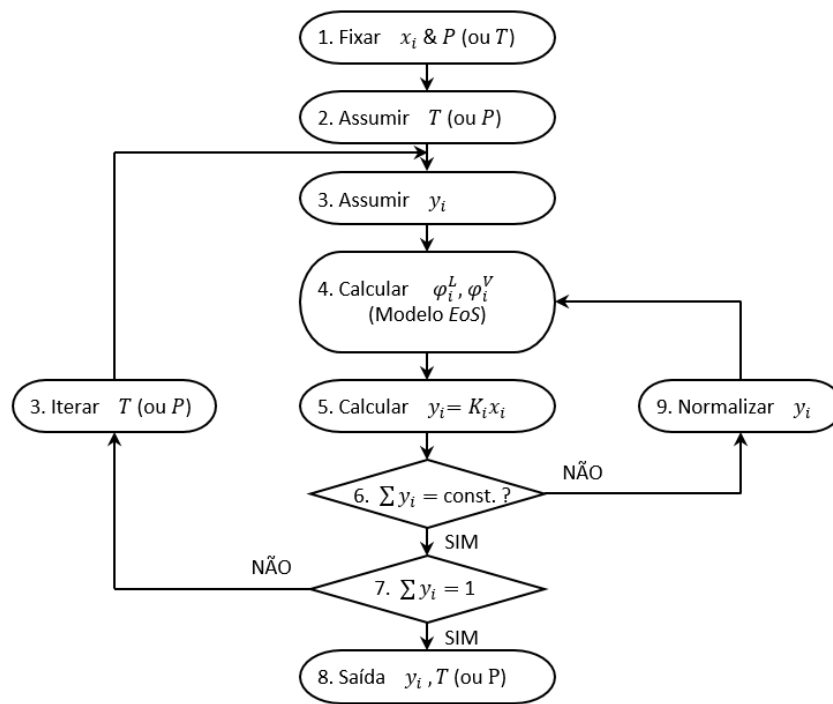 1. Fixar x_i & P (ou T)
2. Assumir T (ou P)
3. Assumir y_i
4. Calcular φ_i^L, φ_i^V
(Modelo EoS)
3. Iterar T (ou P)
5. Calcular y_i = K_i x_i
9. Normalizar y_i
6. ∑ y_i = const. ?
NÃO
SIM
NÃO
7. ∑ y_i = 1
SIM
8. Saída y_i , T (ou P)